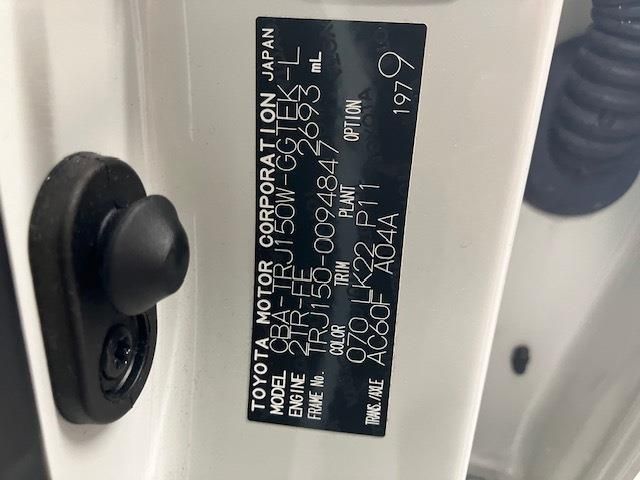 TOYOTA MOTOR CORPORATION JAPAN
MODEL CBA-TRJ150W-GGTEK-L
ENGINE 2TR-FE 2693 mL
FRAME No. TRJ150-0094847
COLOR TRIM PLANT OPTION
070 LK22 P11 1979
TRANS./AXLE AC60F A04A